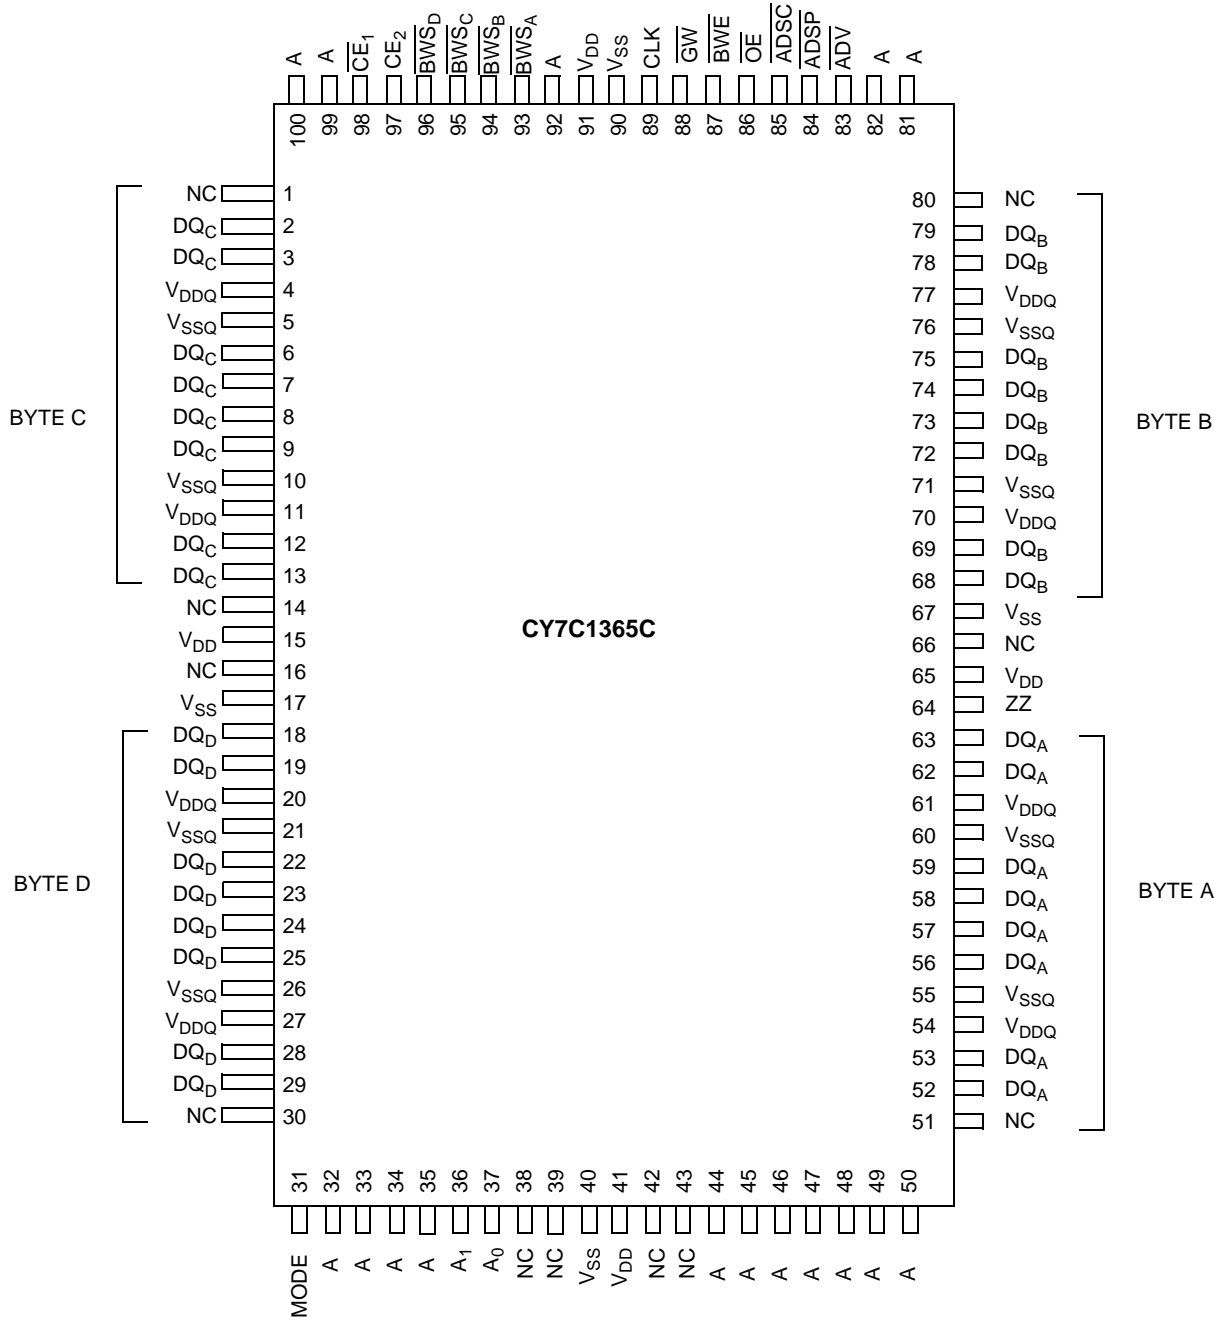 A A CE1 CE2 BWSD BWSC BWSB BWSA A VDD VSS CLK GW BWE OE ADSC ADSP ADV A A
100 99 98 97 96 95 94 93 92 91 90 89 88 87 86 85 84 83 82 81
NC 1 80 NC
DQC 2 79 DQB
DQC 3 78 DQB
VDDQ 4 77 VDDQ
VSSQ 5 76 VSSQ
DQC 6 75 DQB
DQC 7 74 DQB
BYTE C DQC 8 73 DQB BYTE B
DQC 9 72 DQB
VSSQ 10 71 VSSQ
VDDQ 11 70 VDDQ
DQC 12 69 DQB
DQC 13 68 DQB
NC 14 67 VSS
CY7C1365C
VDD 15 66 NC
NC 16 65 VDD
VSS 17 64 ZZ
DQD 18 63 DQA
DQD 19 62 DQA
VDDQ 20 61 VDDQ
VSSQ 21 60 VSSQ
DQD 22 59 DQA
BYTE D DQD 23 58 DQA BYTE A
DQD 24 57 DQA
DQD 25 56 DQA
VSSQ 26 55 VSSQ
VDDQ 27 54 VDDQ
DQD 28 53 DQA
DQD 29 52 DQA
NC 30 51 NC
31 32 33 34 35 36 37 38 39 40 41 42 43 44 45 46 47 48 49 50
MODE A A A A A1 A0 NC NC VSS VDD NC NC A A A A A A A